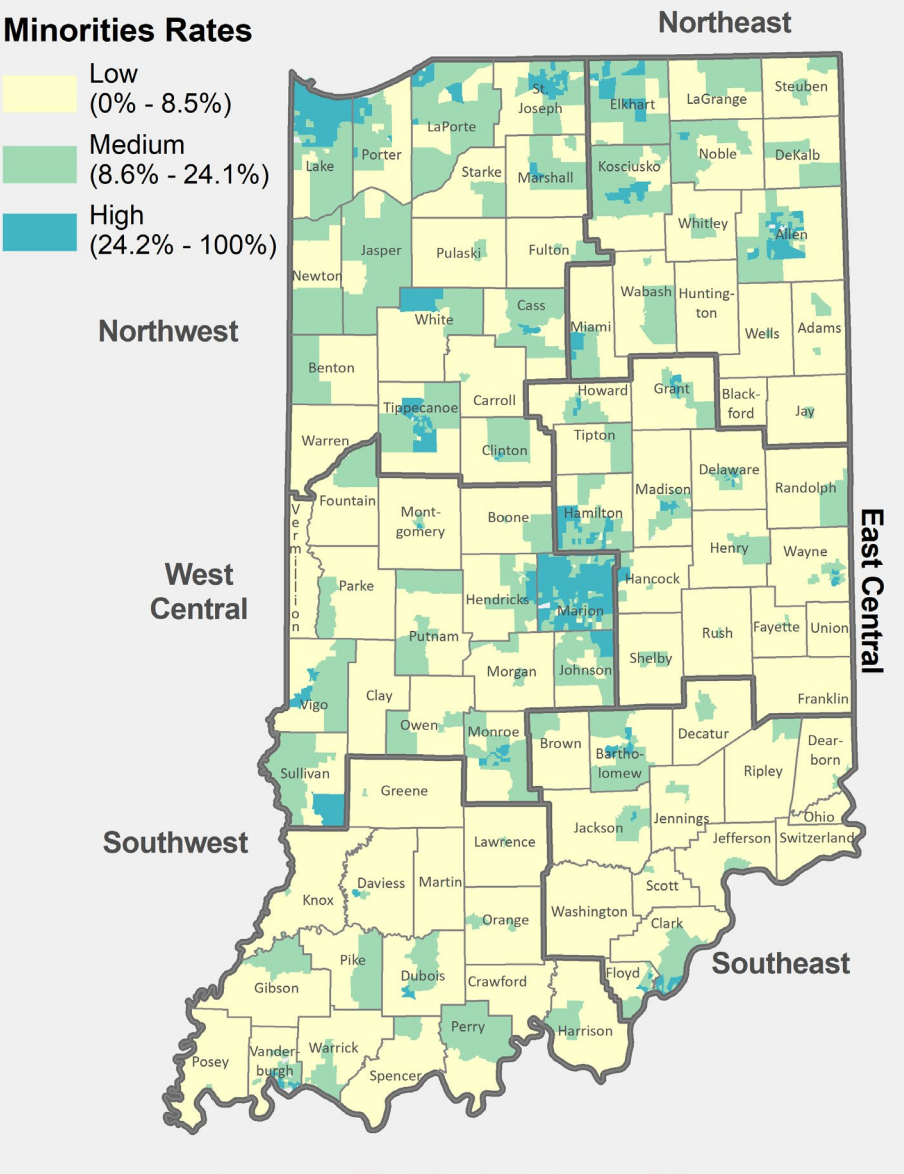 Northeast
Minorities Rates
Low
(0% - 8.5%)
Medium
(8.6% - 24.1%)
High
(24.2% - 100%)
Northwest
West
Central
Southwest
Southeast
East Central
Lake
Porter
LaPorte
St.
Joseph
Elkhart
LaGrange
Steuben
Starke
Marshall
Kosciusko
Noble
DeKalb
Newton
Jasper
Pulaski
Fulton
Whitley
Allen
White
Cass
Miami
Wabash
Hunting-
ton
Wells
Adams
Benton
Tippecanoe
Carroll
Howard
Grant
Black-
ford
Jay
Warren
Clinton
Tipton
Fountain
Vermillion
Mont-
gomery
Boone
Hamilton
Madison
Delaware
Randolph
Parke
Putnam
Hendricks
Marion
Hancock
Henry
Wayne
Vigo
Clay
Owen
Morgan
Johnson
Shelby
Rush
Fayette
Union
Franklin
Sullivan
Greene
Monroe
Brown
Bartho-
lomew
Decatur
Ripley
Dear-
born
Ohio
Switzerland
Jefferson
Jennings
Jackson
Lawrence
Knox
Daviess
Martin
Orange
Washington
Scott
Clark
Floyd
Gibson
Pike
Dubois
Crawford
Harrison
Perry
Posey
Vander-
burgh
Warrick
Spencer